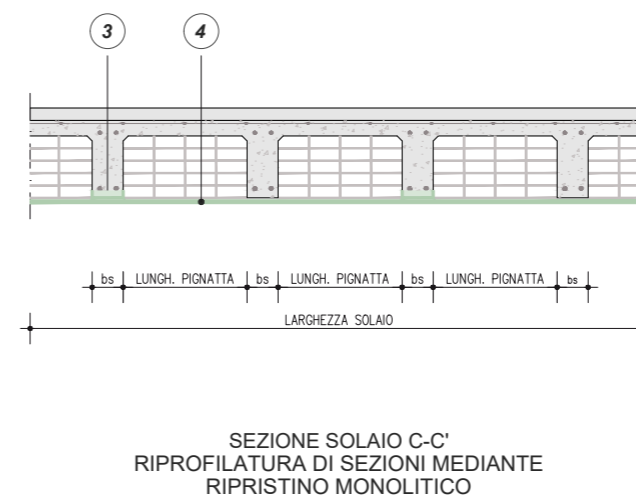 3 4
bs LUNGH. PIGNATTA bs LUNGH. PIGNATTA bs LUNGH. PIGNATTA bs
LARGHEZZA SOLAIO
SEZIONE SOLAIO C-C'
RIPROFILATURA DI SEZIONI MEDIANTE
RIPRISTINO MONOLITICO